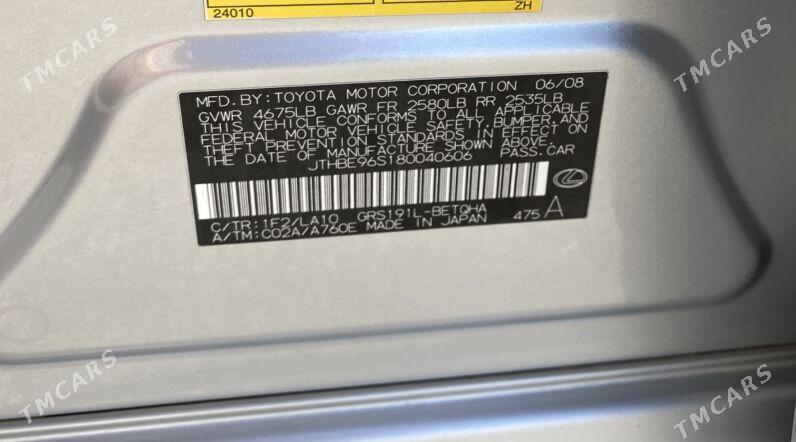 24010 ZH
MFD. BY: TOYOTA MOTOR CORPORATION 06/08
GVWR 4675LB GAWR FR 2580LB RR 2535LB
THIS VEHICLE CONFORMS TO ALL APPLICABLE
FEDERAL MOTOR VEHICLE SAFETY, BUMPER, AND
THEFT PREVENTION STANDARDS IN EFFECT ON
THE DATE OF MANUFACTURE SHOWN ABOVE.
JTHBE96S180040606 PASS. CAR
C/TR: 1F2/LA10 GRS191L-BETQHA
A/TM: C02A/A760E MADE IN JAPAN 475 A
TMCARS
TMCARS
TMCARS
TMCARS
TMCARS